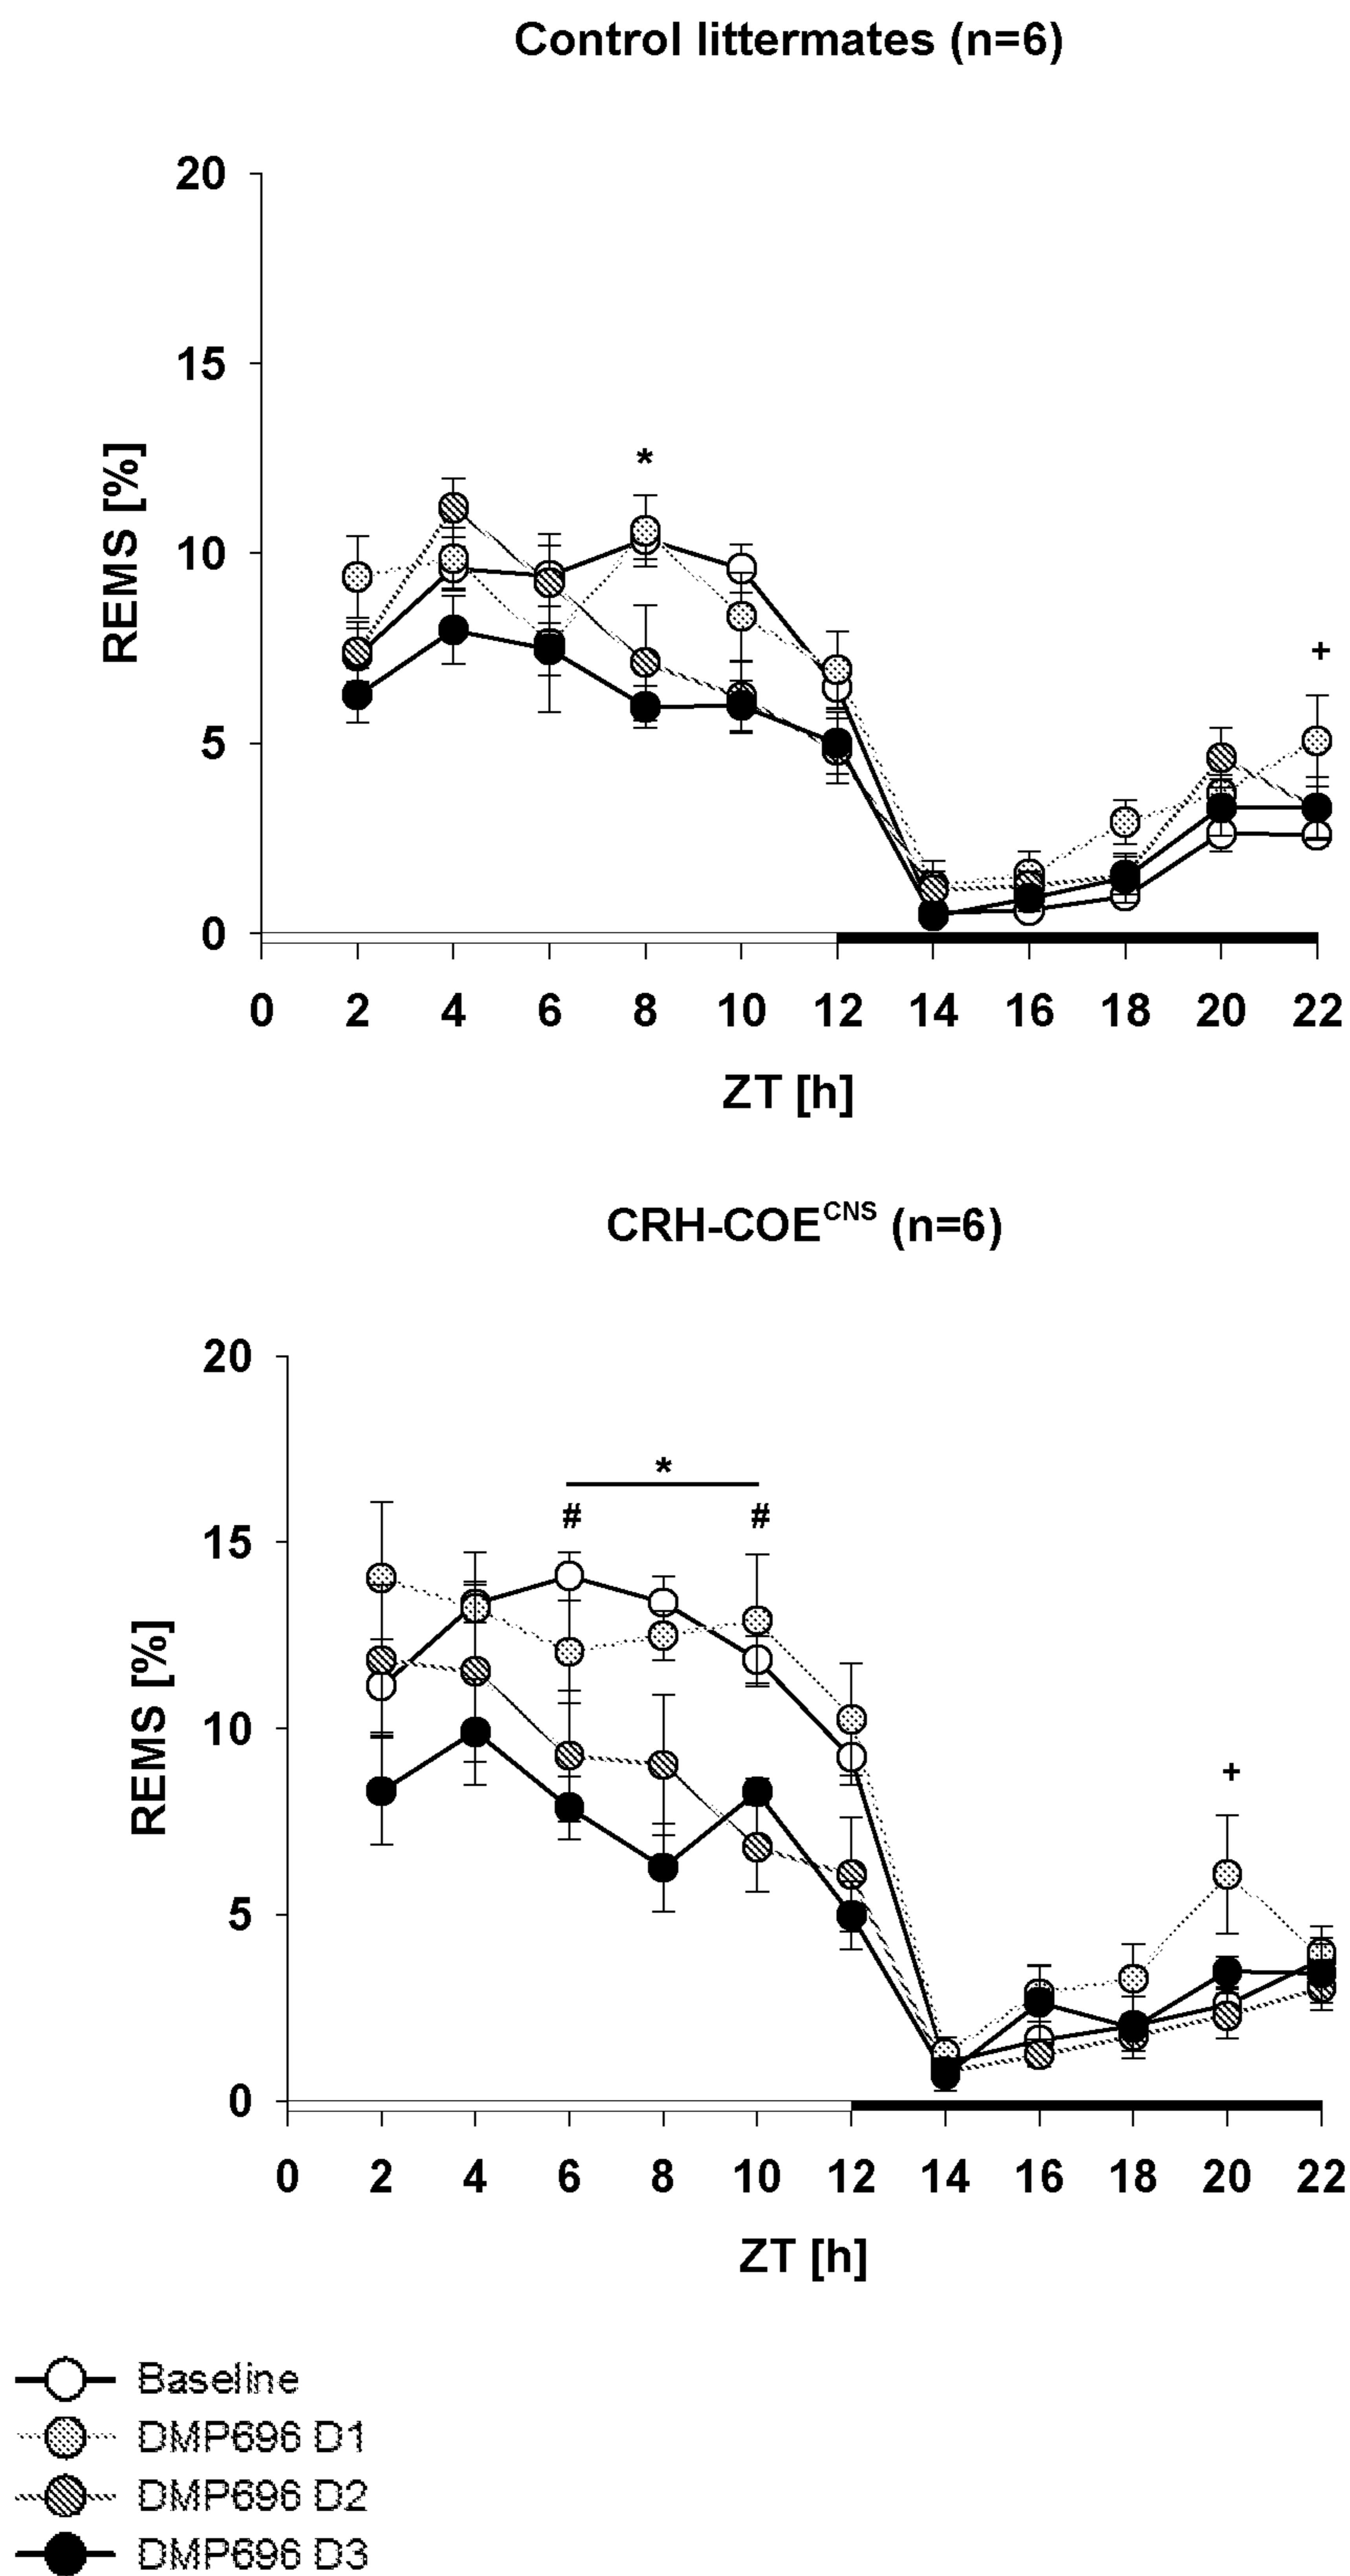 Control littermates (n=6)
20
15
*
10
+
5
0
REMS [%]
0 2 4 6 8 10 12 14 16 18 20 22
ZT [h]
CRH-COE^CNS (n=6)
20
*
# #
15
10
+
5
0
REMS [%]
0 2 4 6 8 10 12 14 16 18 20 22
ZT [h]
Baseline
DMP696 D1
DMP696 D2
DMP696 D3